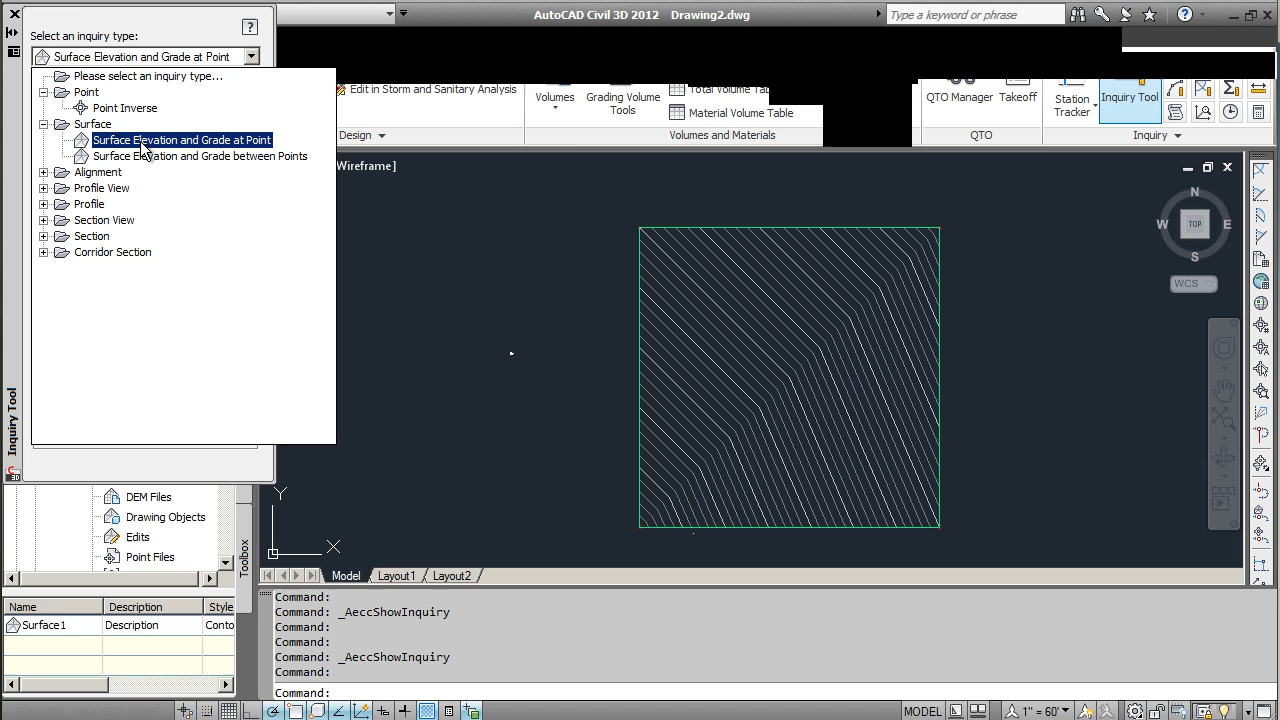 AutoCAD Civil 3D 2012 Drawing2.dwg
Type a keyword or phrase
Select an inquiry type:
Surface Elevation and Grade at Point
Please select an inquiry type...
Point
Point Inverse
Surface
Surface Elevation and Grade at Point
Surface Elevation and Grade between Points
Alignment
Profile View
Profile
Section View
Section
Corridor Section
Inquiry Tool
Edit in Storm and Sanitary Analysis
Design
Volumes
Grading Volume
Tools
Total Volume
Material Volume Table
Volumes and Materials
QTO Manager
Takeoff
QTO
Station
Tracker
Inquiry Tool
Inquiry
Wireframe]
N
W
TOP
E
S
WCS
Y
X
DEM Files
Drawing Objects
Edits
Point Files
Toolbox
Model
Layout1
Layout2
Name
Description
Style
Surface1
Description
Conto
Command:
Command: _AeccShowInquiry
Command:
Command:
Command: _AeccShowInquiry
Command:
Command:
MODEL
1" = 60'